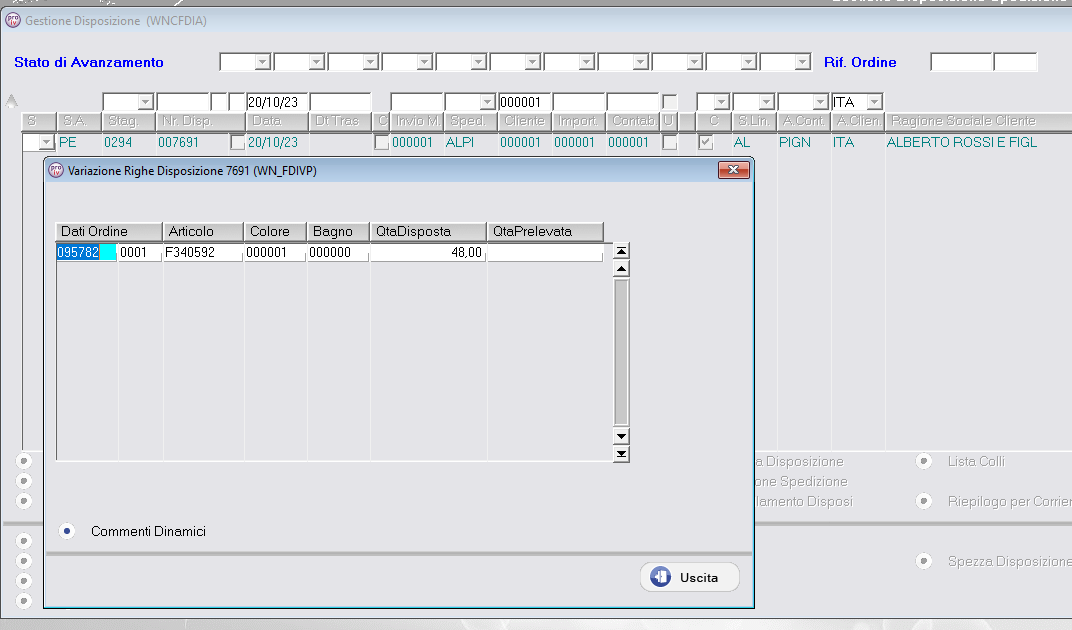 Gestione Disposizione (WNCFDIA)
Stato di Avanzamento
Rif. Ordine
20/10/23 000001 ITA
S S.A. Stag. Nr. Disp. Data Dt Tras C Invio M. Sped. Cliente Import. Contab. U C S.Lin. A.Cont. A.Clien. Ragione Sociale Cliente
PE 0294 007691 20/10/23 000001 ALPI 000001 000001 000001 AL PIGN ITA ALBERTO ROSSI E FIGL
Variazione Righe Disposizione 7691 (WN_FDIVP)
Dati Ordine Articolo Colore Bagno QtaDisposta QtaPrelevata
095782 0001 F340592 000001 000000 48,00
a Disposizione Lista Colli
one Spedizione
lamento Disposi Riepilogo per Corrier
Commenti Dinamici
Spezza Disposizione
Uscita